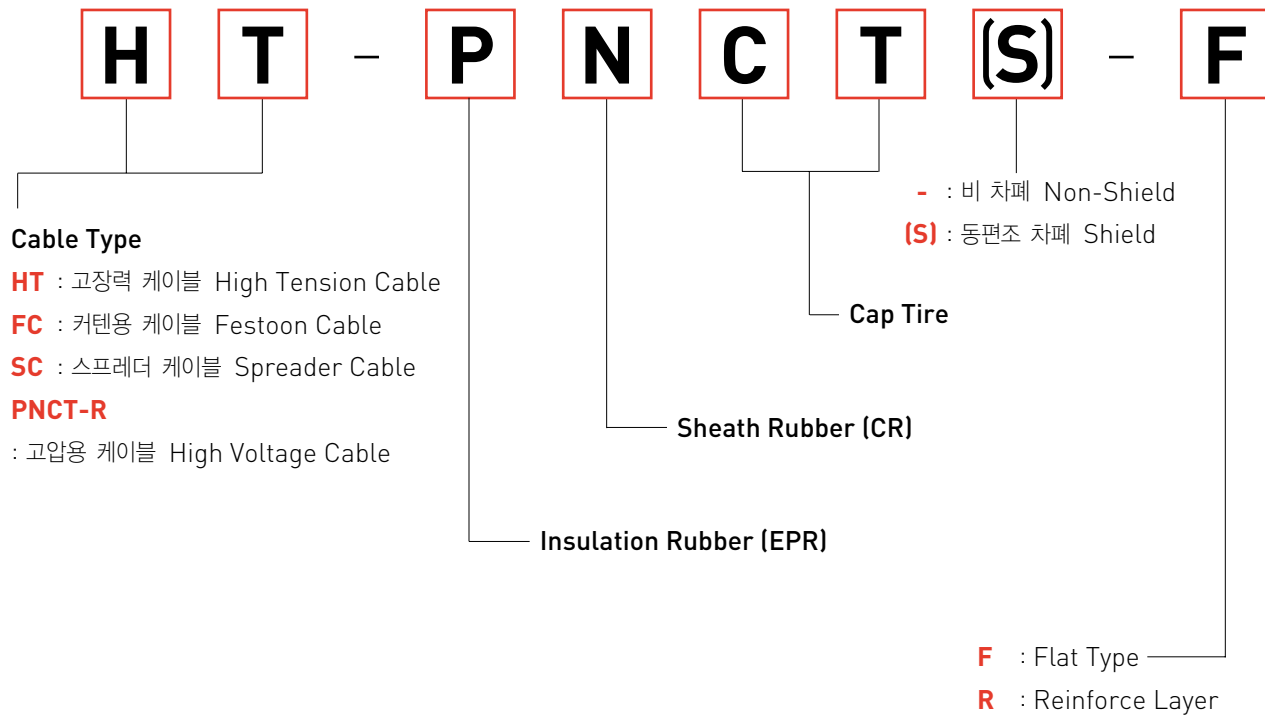 H T - P N C T (S) - F
- : 비 차폐 Non-Shield
(S) : 동편조 차폐 Shield
Cable Type
HT : 고장력 케이블 High Tension Cable
FC : 커텐용 케이블 Festoon Cable
SC : 스프레더 케이블 Spreader Cable
PNCT-R
: 고압용 케이블 High Voltage Cable
Cap Tire
Sheath Rubber (CR)
Insulation Rubber (EPR)
F : Flat Type
R : Reinforce Layer